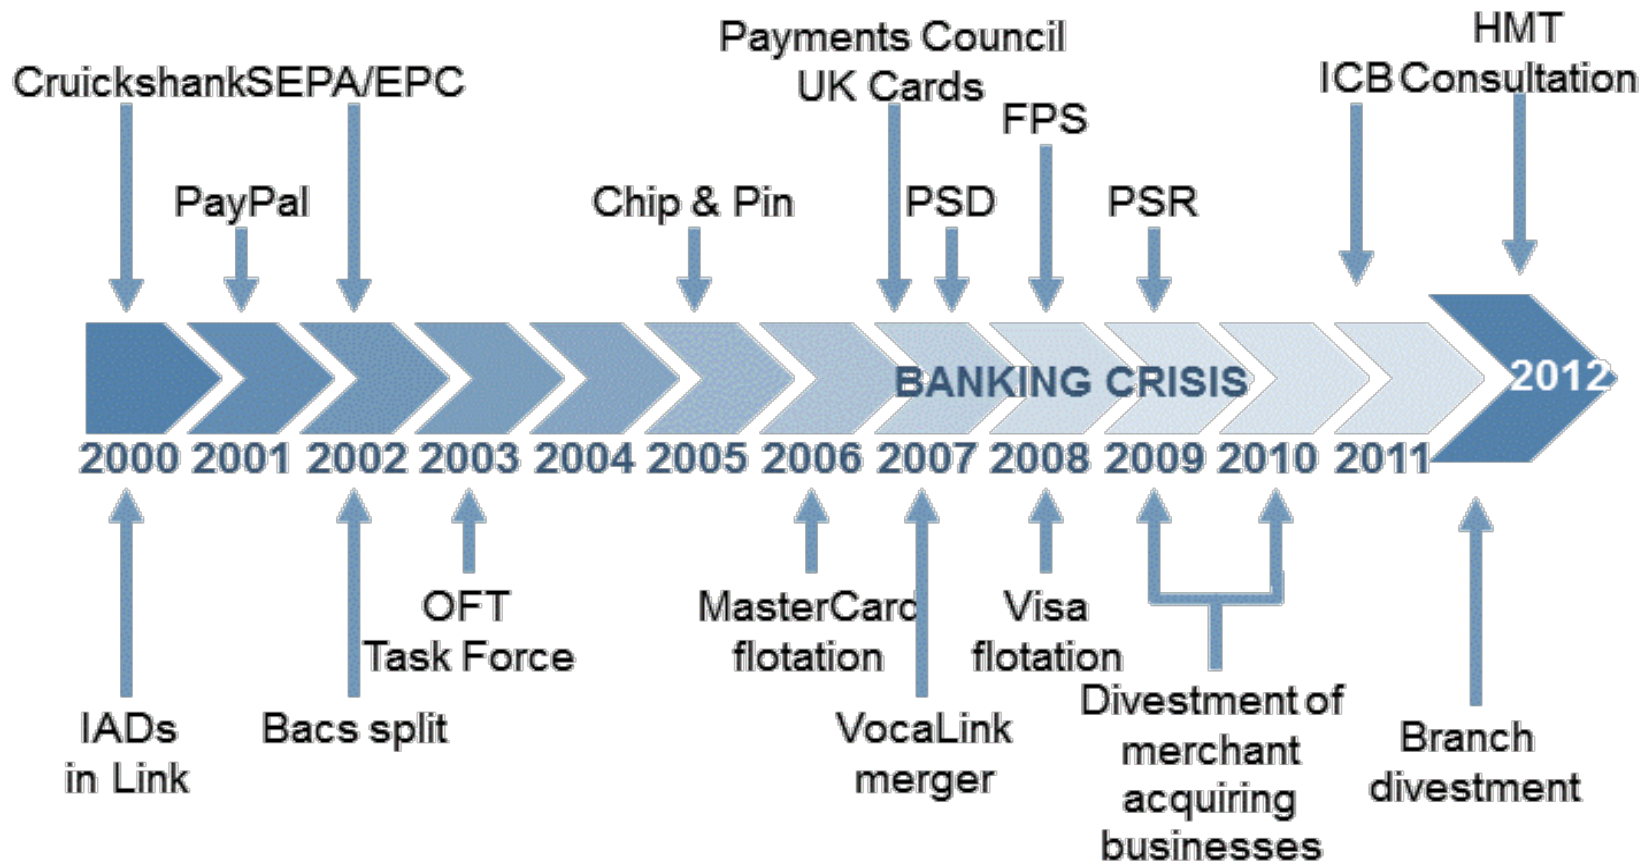 HMT
Payments Council
ICB Consultation
Cruickshank SEPA/EPC
UK Cards
FPS
PayPal
Chip & Pin
PSD
PSR
BANKING CRISIS
2012
2000 2001 2002 2003 2004 2005 2006 2007 2008 2009 2010 2011
OFT
Task Force
MasterCard
flotation
Visa
flotation
IADs
in Link
Bacs split
VocaLink
merger
Divestment of
merchant
acquiring
businesses
Branch
divestment